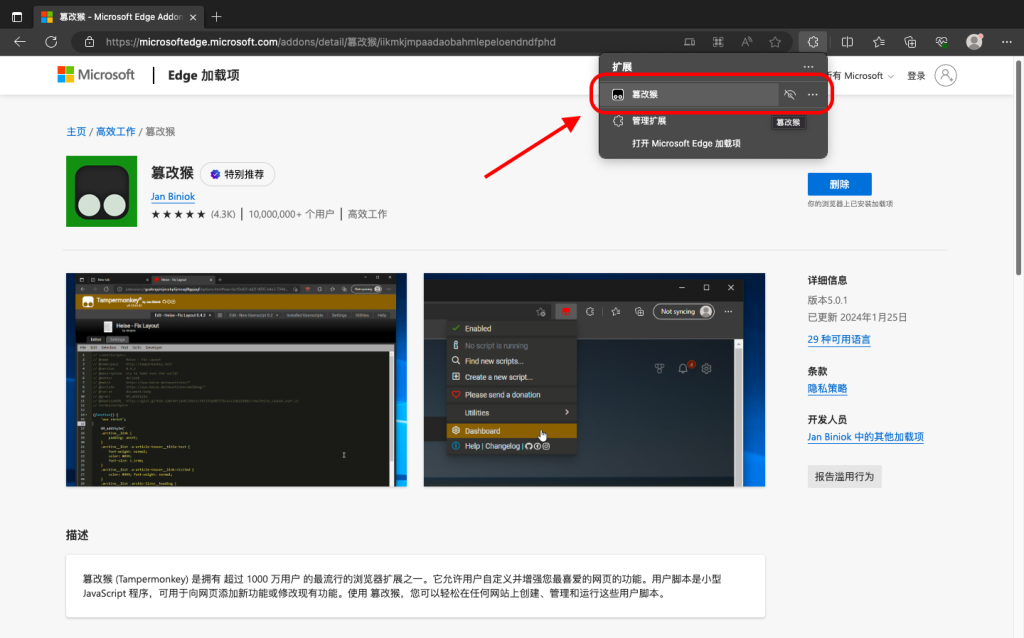 篡改猴 - Microsoft Edge Addon
https://microsoftedge.microsoft.com/addons/detail/篡改猴/iikmkjmpaadaobahmlepeloendndfphd
Microsoft
Edge 加载项
所有 Microsoft
登录
扩展
篡改猴
管理扩展
篡改猴
打开 Microsoft Edge 加载项
主页 / 高效工作 / 篡改猴
篡改猴
特别推荐
Jan Biniok
(4.3K)
10,000,000+ 个用户
高效工作
删除
你的浏览器上已安装加载项
Tampermonkey®
Heise - Fix Layout
Editor
Settings
Not syncing
Enabled
No script is running
Find new scripts...
Create a new script...
Please send a donation
Utilities
Dashboard
Help | Changelog |
详细信息
版本5.0.1
已更新 2024年1月25日
29 种可用语言
条款
隐私策略
开发人员
Jan Biniok 中的其他加载项
报告滥用行为
描述
篡改猴 (Tampermonkey) 是拥有 超过 1000 万用户 的最流行的浏览器扩展之一。它允许用户自定义并增强您最喜爱的网页的功能。用户脚本是小型
JavaScript 程序，可用于向网页添加新功能或修改现有功能。使用 篡改猴，您可以轻松在任何网站上创建、管理和运行这些用户脚本。